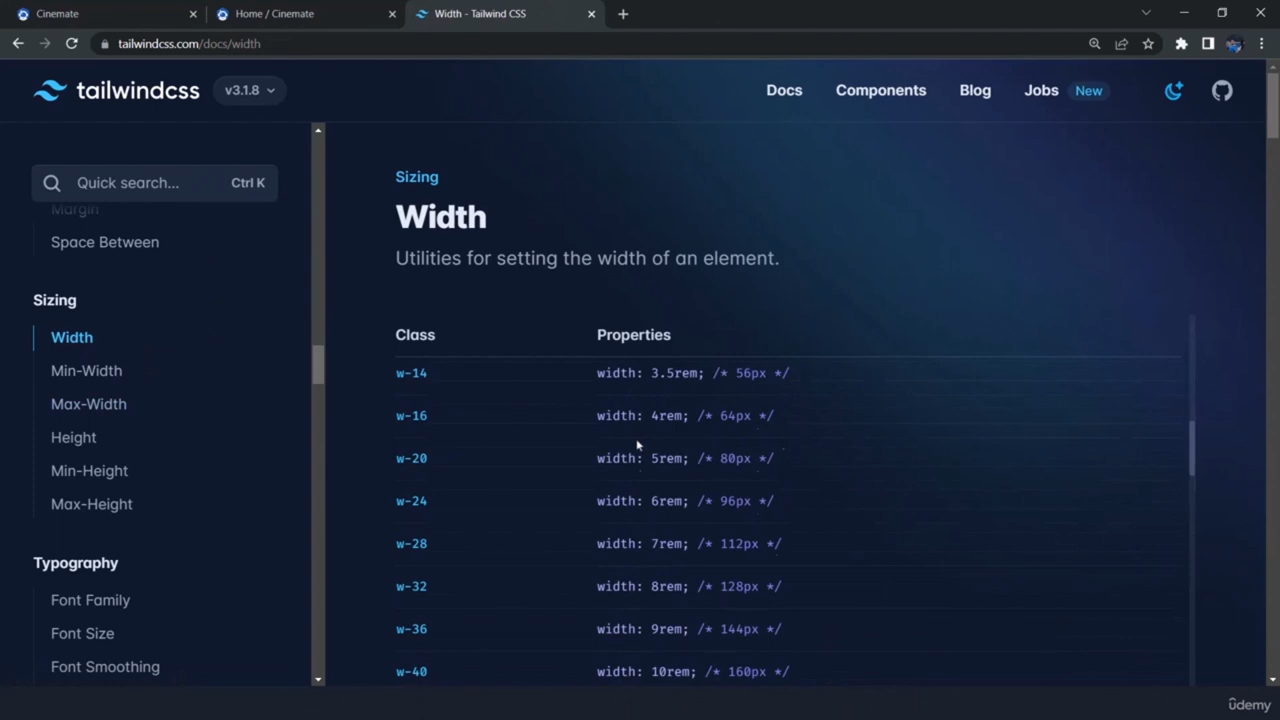 Cinemate
Home / Cinemate
Width - Tailwind CSS
tailwindcss.com/docs/width
tailwindcss
v3.1.8
Docs
Components
Blog
Jobs
New
Quick search...
Ctrl K
Margin
Space Between
Sizing
Width
Min-Width
Max-Width
Height
Min-Height
Max-Height
Typography
Font Family
Font Size
Font Smoothing
Sizing
Width
Utilities for setting the width of an element.
Class Properties
w-14 width: 3.5rem; /* 56px */
w-16 width: 4rem; /* 64px */
w-20 width: 5rem; /* 80px */
w-24 width: 6rem; /* 96px */
w-28 width: 7rem; /* 112px */
w-32 width: 8rem; /* 128px */
w-36 width: 9rem; /* 144px */
w-40 width: 10rem; /* 160px */
ûdemy